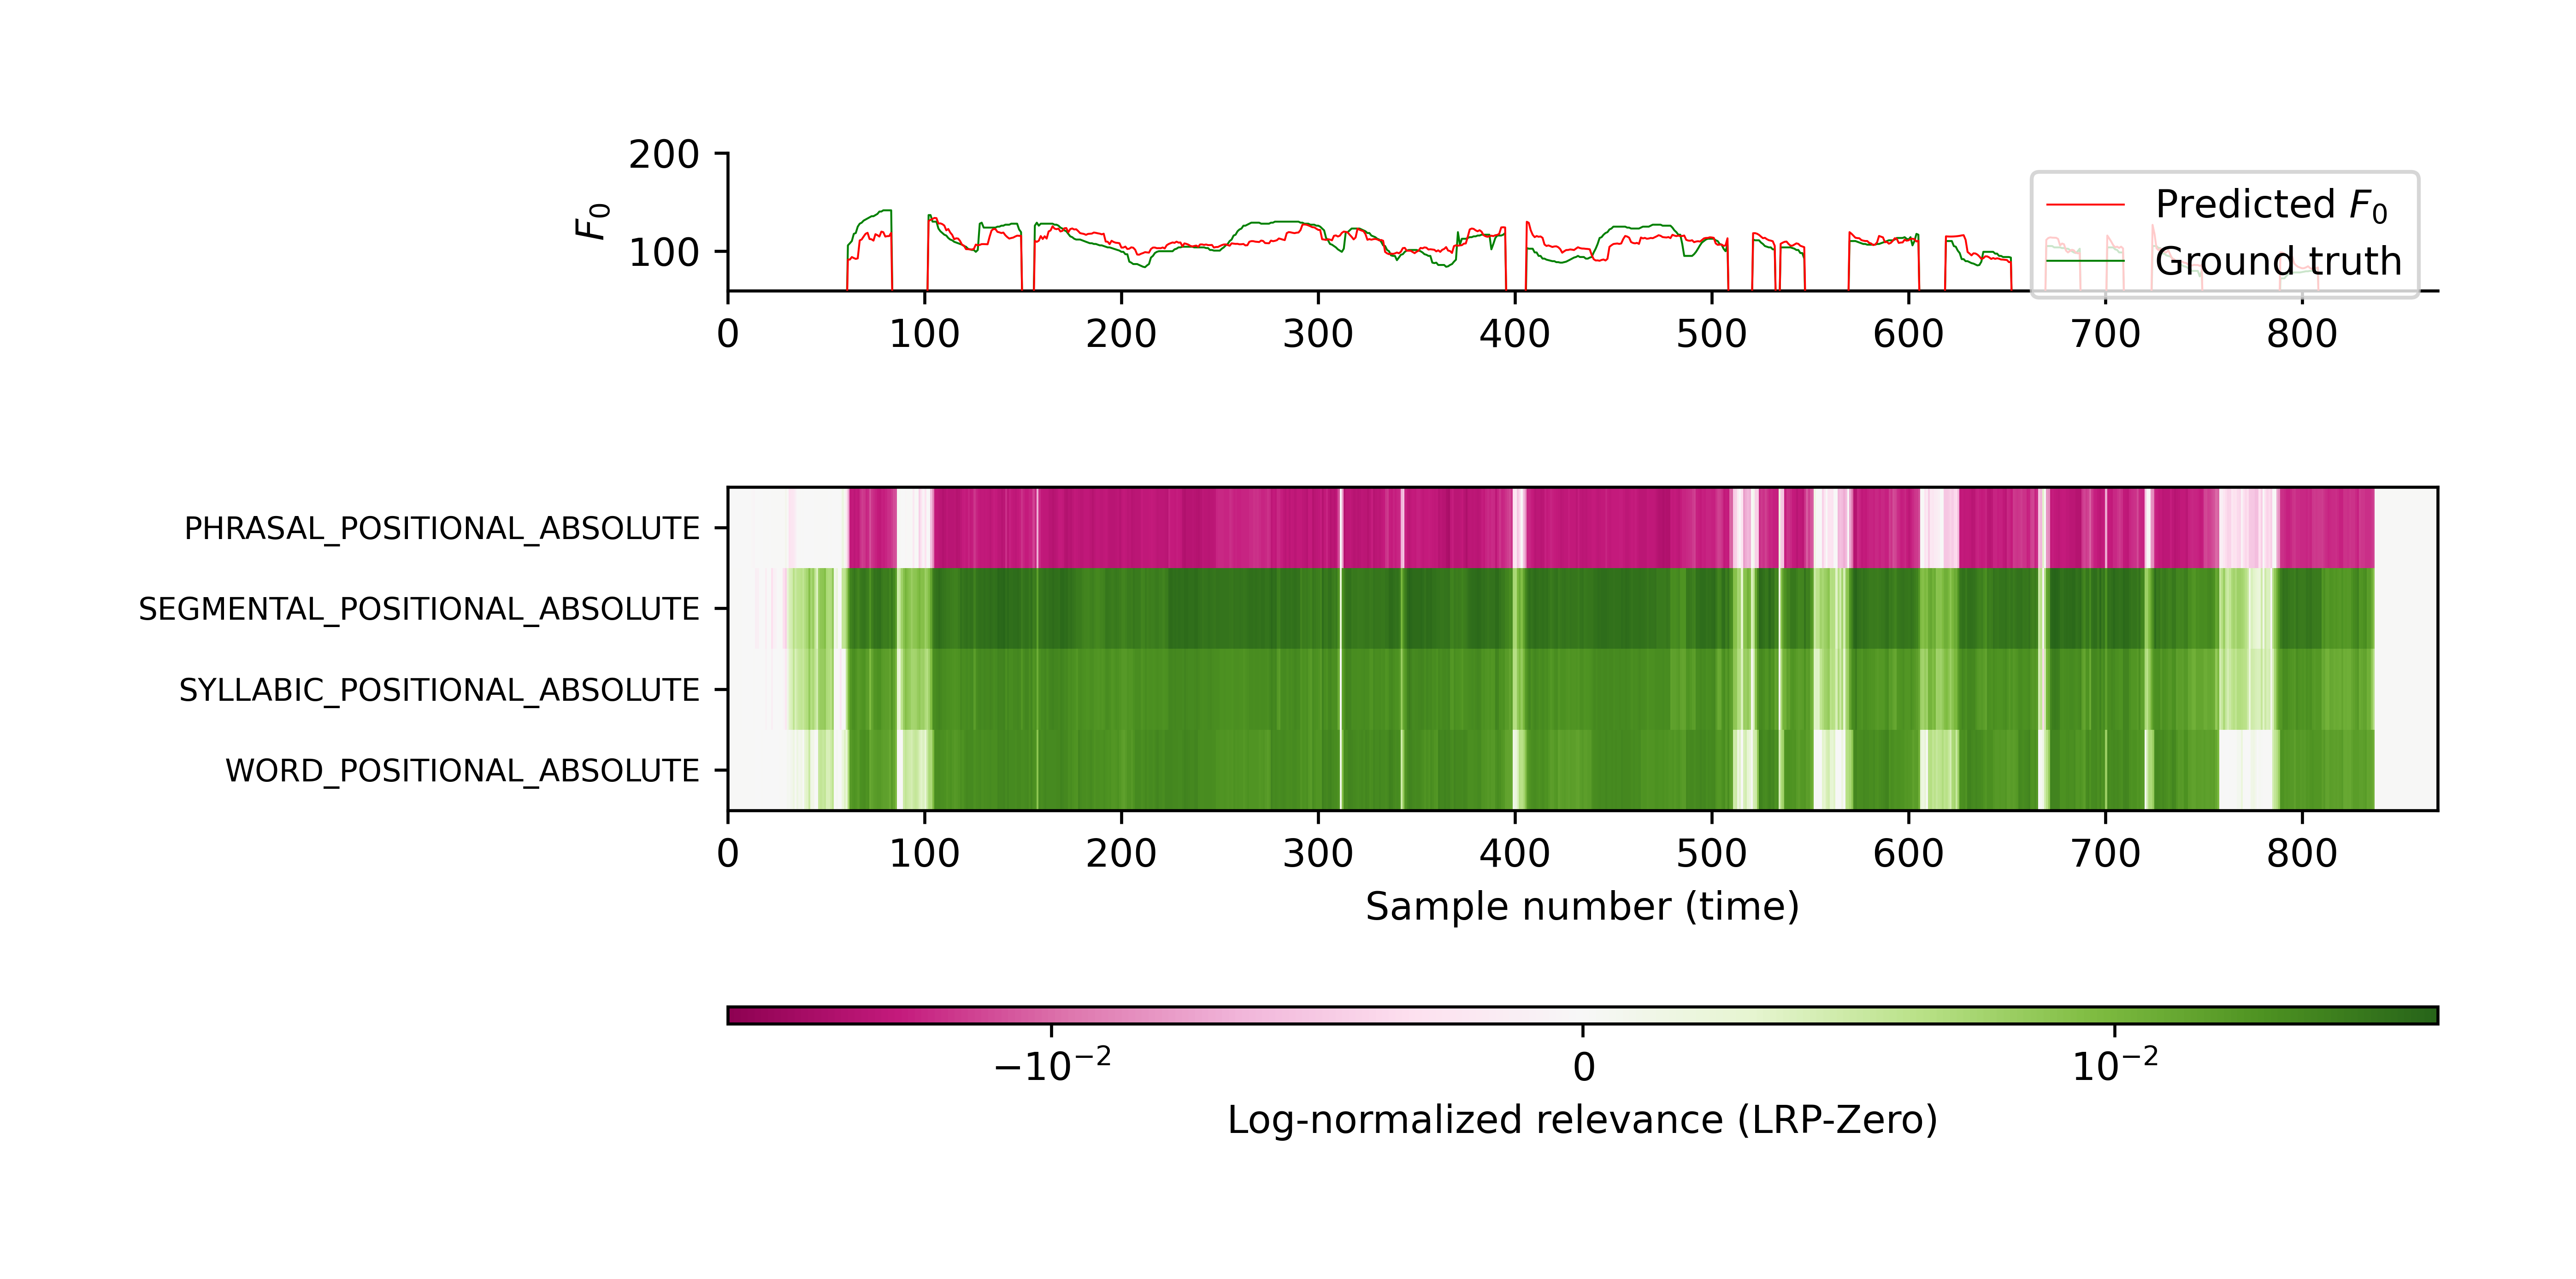 200
100
F₀
Predicted F₀
Ground truth
0 100 200 300 400 500 600 700 800
PHRASAL_POSITIONAL_ABSOLUTE
SEGMENTAL_POSITIONAL_ABSOLUTE
SYLLABIC_POSITIONAL_ABSOLUTE
WORD_POSITIONAL_ABSOLUTE
0 100 200 300 400 500 600 700 800
Sample number (time)
−10⁻² 0 10⁻²
Log-normalized relevance (LRP-Zero)